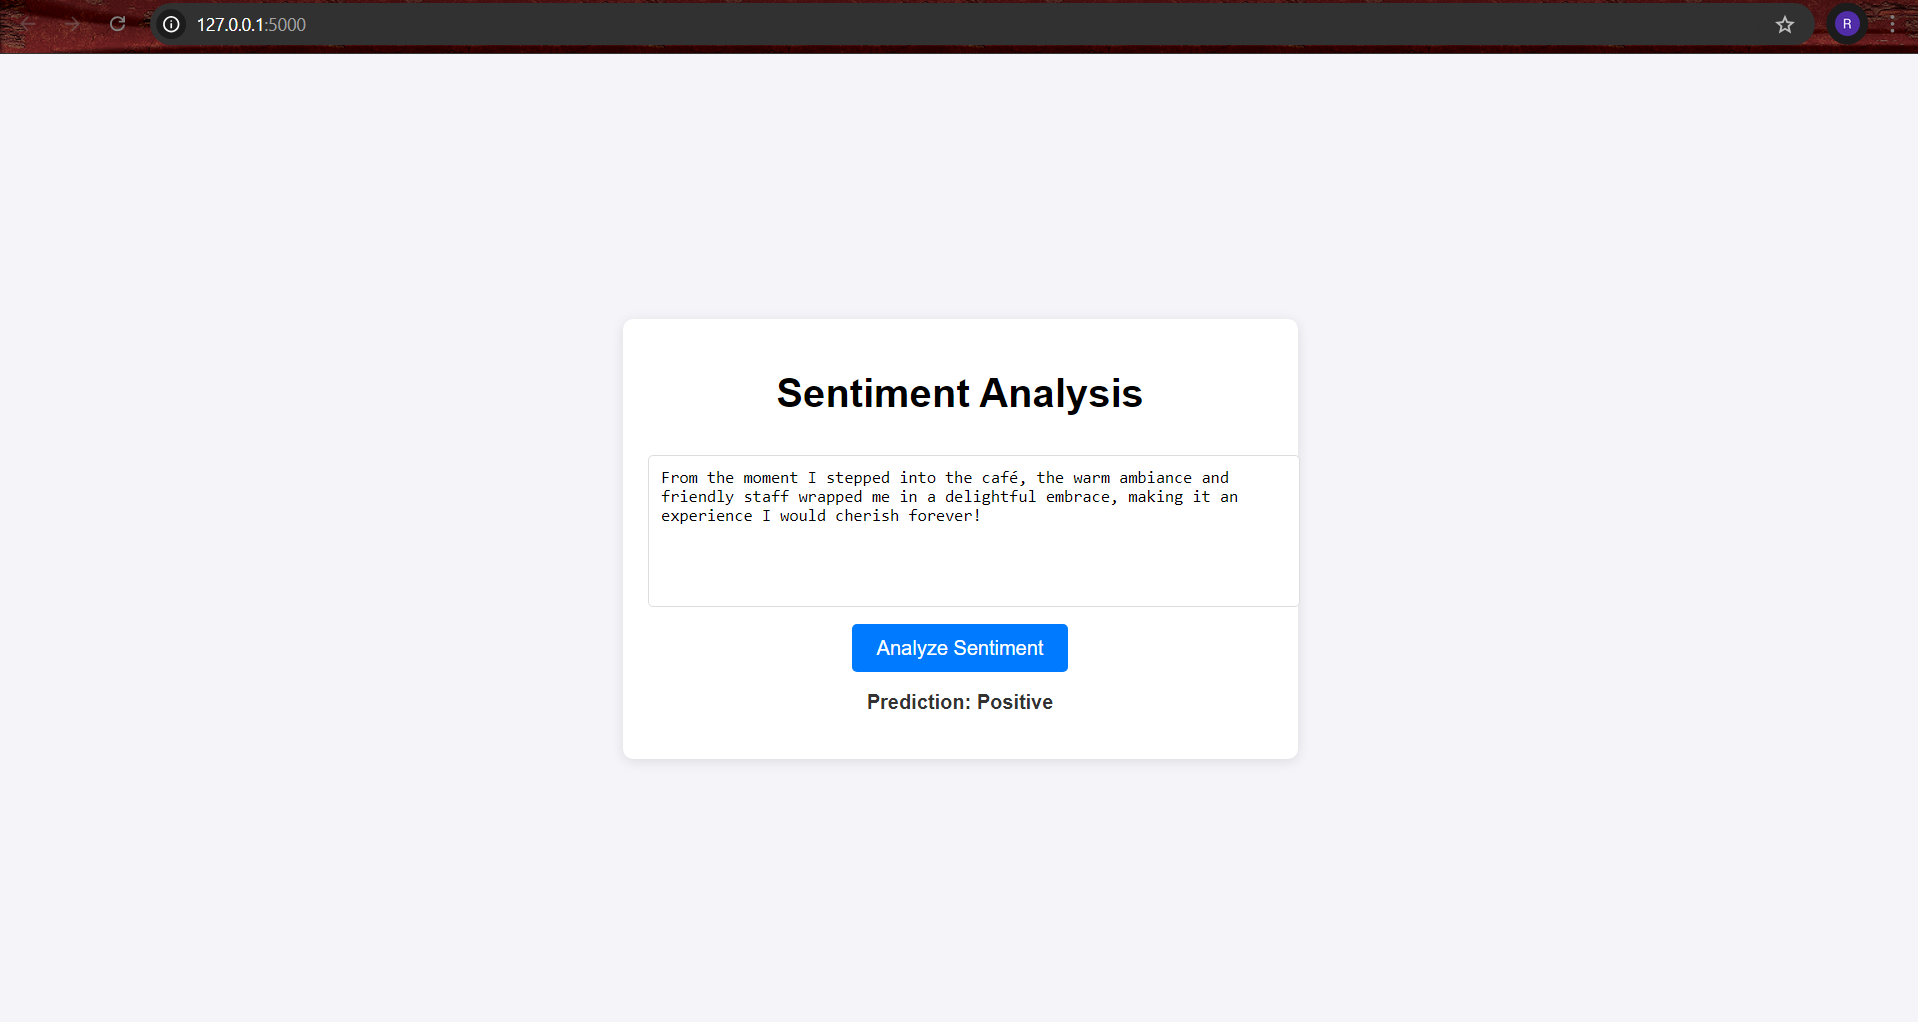 127.0.0.1:5000
R
Sentiment Analysis
From the moment I stepped into the café, the warm ambiance and
friendly staff wrapped me in a delightful embrace, making it an
experience I would cherish forever!
Analyze Sentiment
Prediction: Positive